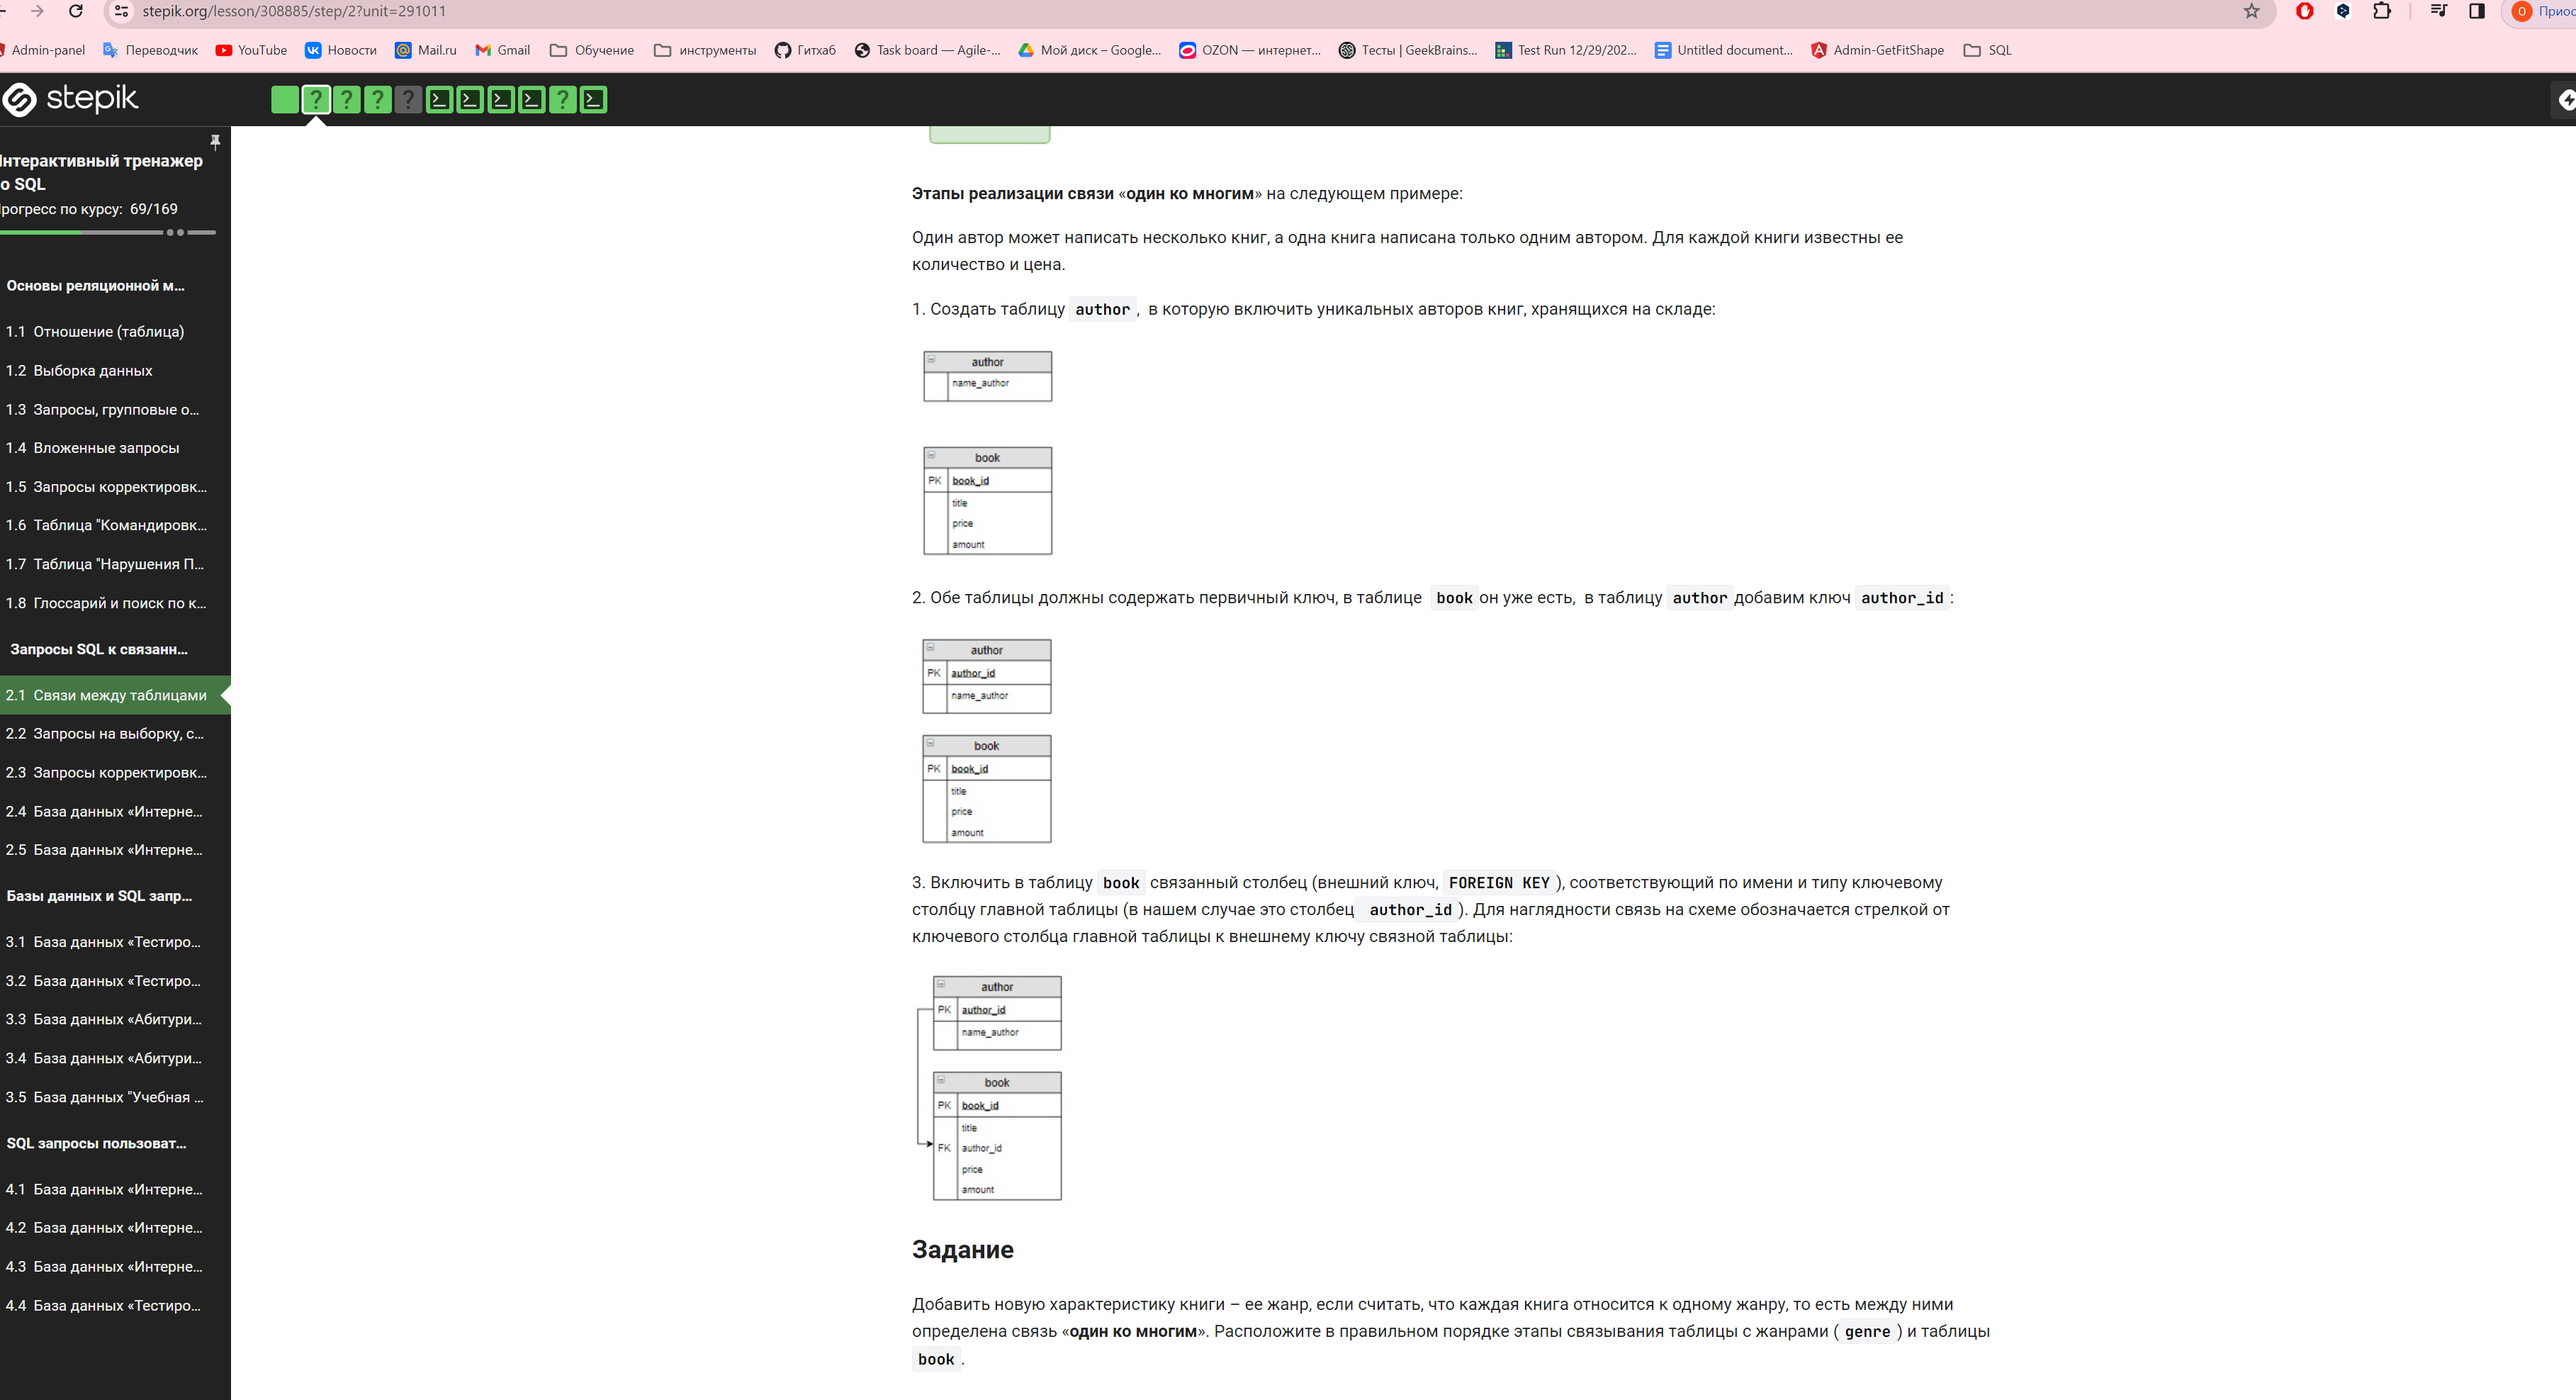 stepik.org/lesson/308885/step/2?unit=291011
О Приос
Admin-panel Переводчик YouTube Новости Mail.ru Gmail Обучение инструменты Гитхаб Task board — Agile-... Мой диск – Google... OZON — интернет... Тесты | GeekBrains... Test Run 12/29/202... Untitled document... Admin-GetFitShape SQL
stepik
нтерактивный тренажер
о SQL
рогресс по курсу: 69/169
Основы реляционной м...
1.1 Отношение (таблица)
1.2 Выборка данных
1.3 Запросы, групповые о...
1.4 Вложенные запросы
1.5 Запросы корректировк...
1.6 Таблица "Командировк...
1.7 Таблица "Нарушения П...
1.8 Глоссарий и поиск по к...
Запросы SQL к связанн...
2.1 Связи между таблицами
2.2 Запросы на выборку, с...
2.3 Запросы корректировк...
2.4 База данных «Интерне...
2.5 База данных «Интерне...
Базы данных и SQL запр...
3.1 База данных «Тестиро...
3.2 База данных «Тестиро...
3.3 База данных «Абитури...
3.4 База данных «Абитури...
3.5 База данных "Учебная ...
SQL запросы пользоват...
4.1 База данных «Интерне...
4.2 База данных «Интерне...
4.3 База данных «Интерне...
4.4 База данных «Тестиро...
Этапы реализации связи «один ко многим» на следующем примере:
Один автор может написать несколько книг, а одна книга написана только одним автором. Для каждой книги известны ее
количество и цена.
1. Создать таблицу author, в которую включить уникальных авторов книг, хранящихся на складе:
author
name_author
book
PK book_id
title
price
amount
2. Обе таблицы должны содержать первичный ключ, в таблице book он уже есть, в таблицу author добавим ключ author_id:
author
PK author_id
name_author
book
PK book_id
title
price
amount
3. Включить в таблицу book связанный столбец (внешний ключ, FOREIGN KEY), соответствующий по имени и типу ключевому
столбцу главной таблицы (в нашем случае это столбец author_id). Для наглядности связь на схеме обозначается стрелкой от
ключевого столбца главной таблицы к внешнему ключу связной таблицы:
author
PK author_id
name_author
book
PK book_id
title
FK author_id
price
amount
Задание
Добавить новую характеристику книги – ее жанр, если считать, что каждая книга относится к одному жанру, то есть между ними
определена связь «один ко многим». Расположите в правильном порядке этапы связывания таблицы с жанрами (genre) и таблицы
book.